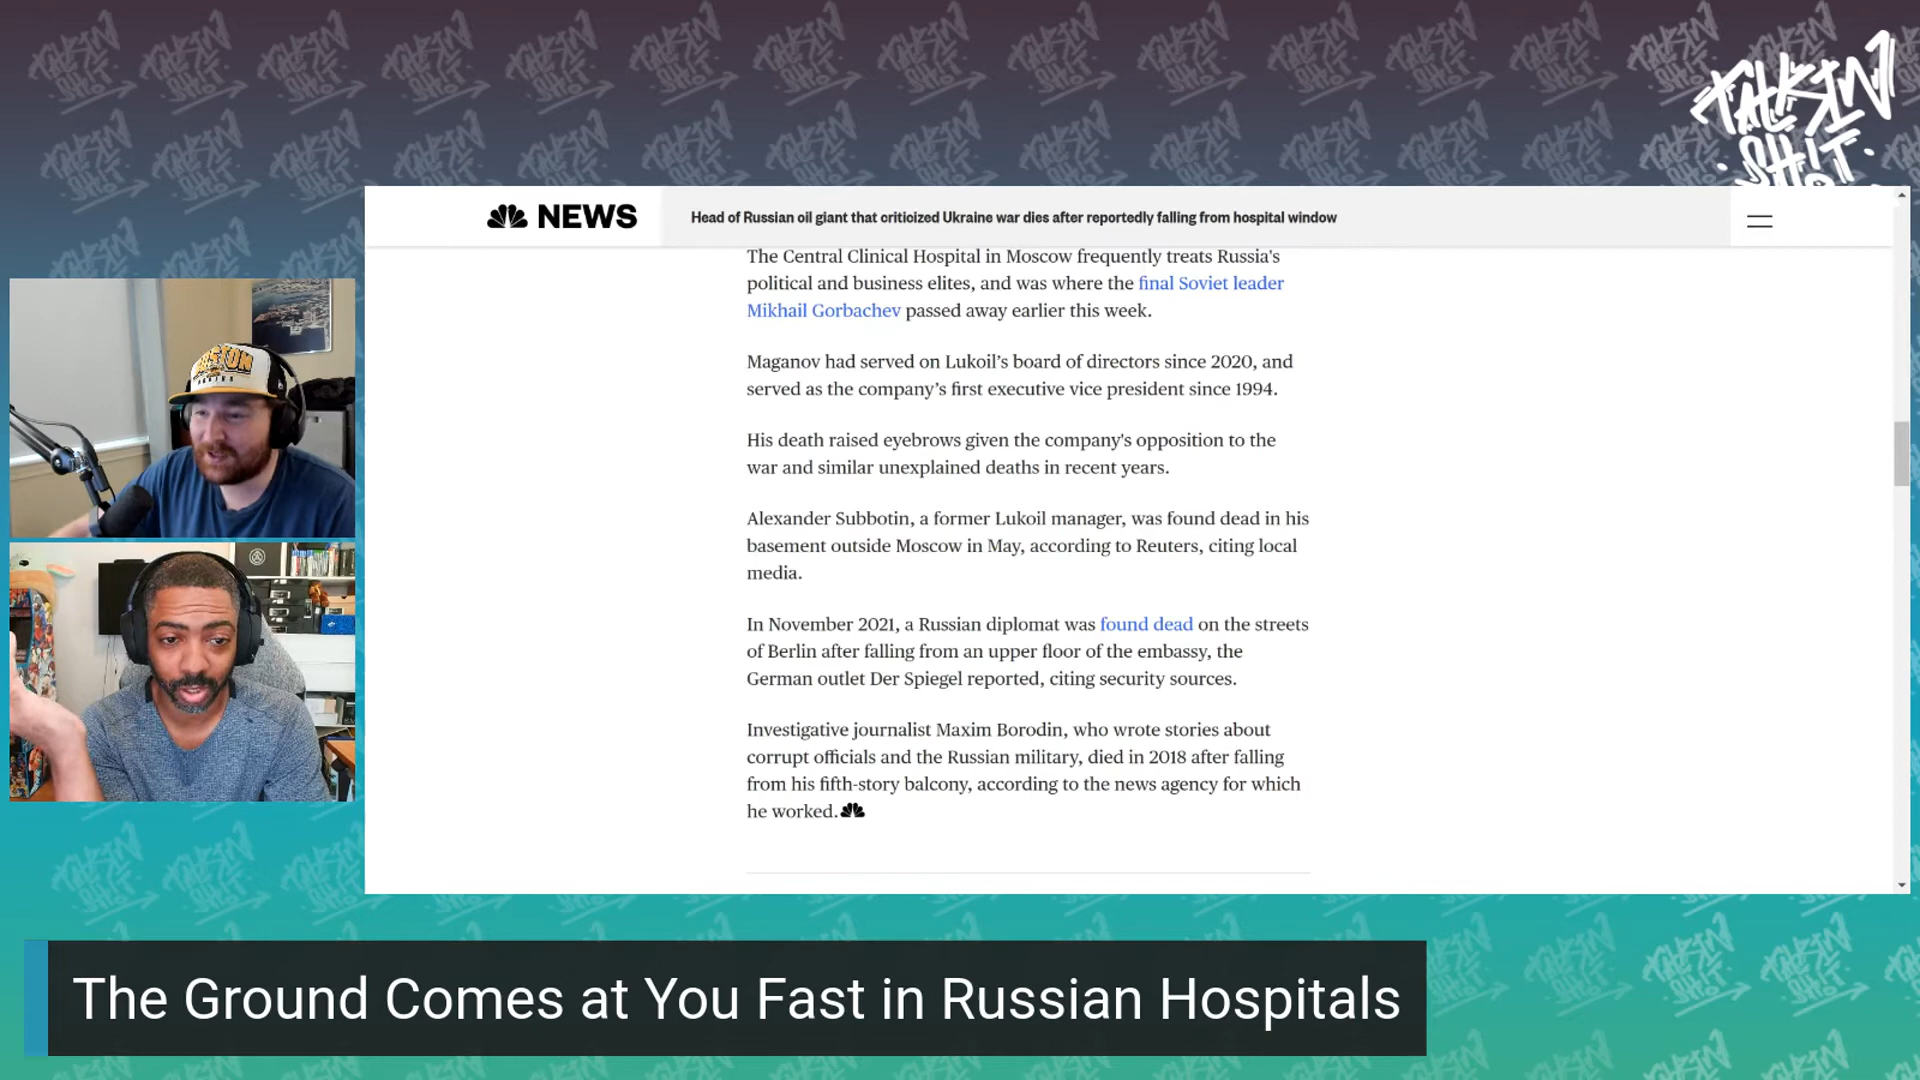 TALKIN
SH!T
NEWS
Head of Russian oil giant that criticized Ukraine war dies after reportedly falling from hospital window
The Central Clinical Hospital in Moscow frequently treats Russia's
political and business elites, and was where the final Soviet leader
Mikhail Gorbachev passed away earlier this week.
Maganov had served on Lukoil’s board of directors since 2020, and
served as the company’s first executive vice president since 1994.
His death raised eyebrows given the company's opposition to the
war and similar unexplained deaths in recent years.
Alexander Subbotin, a former Lukoil manager, was found dead in his
basement outside Moscow in May, according to Reuters, citing local
media.
In November 2021, a Russian diplomat was found dead on the streets
of Berlin after falling from an upper floor of the embassy, the
German outlet Der Spiegel reported, citing security sources.
Investigative journalist Maxim Borodin, who wrote stories about
corrupt officials and the Russian military, died in 2018 after falling
from his fifth-story balcony, according to the news agency for which
he worked.
The Ground Comes at You Fast in Russian Hospitals